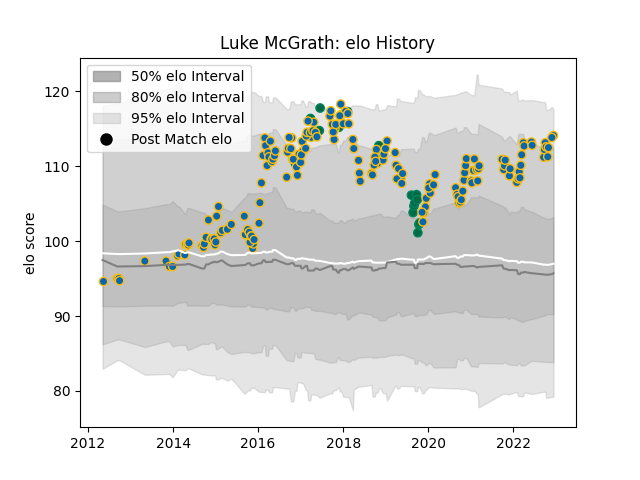 Luke McGrath: elo History
50% elo Interval
80% elo Interval
95% elo Interval
Post Match elo
elo score
120
110
100
90
80
2012
2014
2016
2018
2020
2022